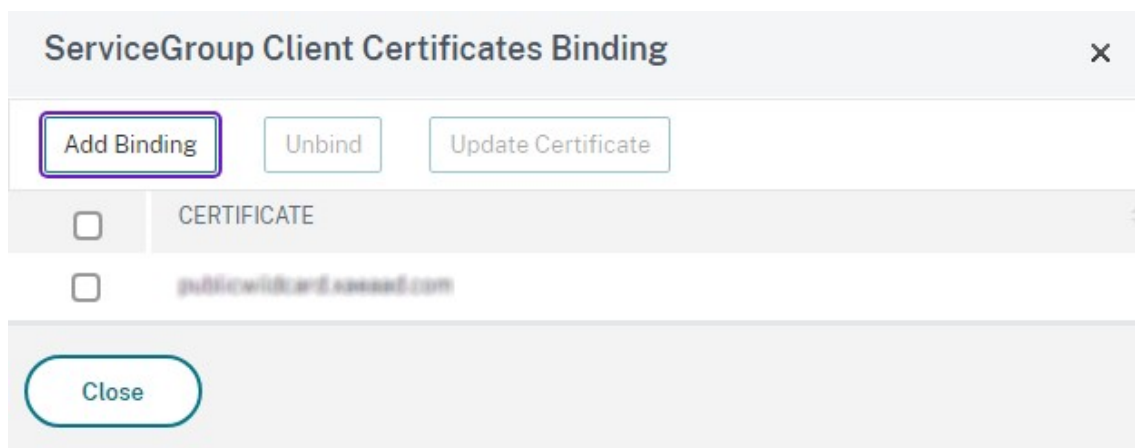 ServiceGroup Client Certificates Binding
Add Binding
Unbind
Update Certificate
CERTIFICATE
Close